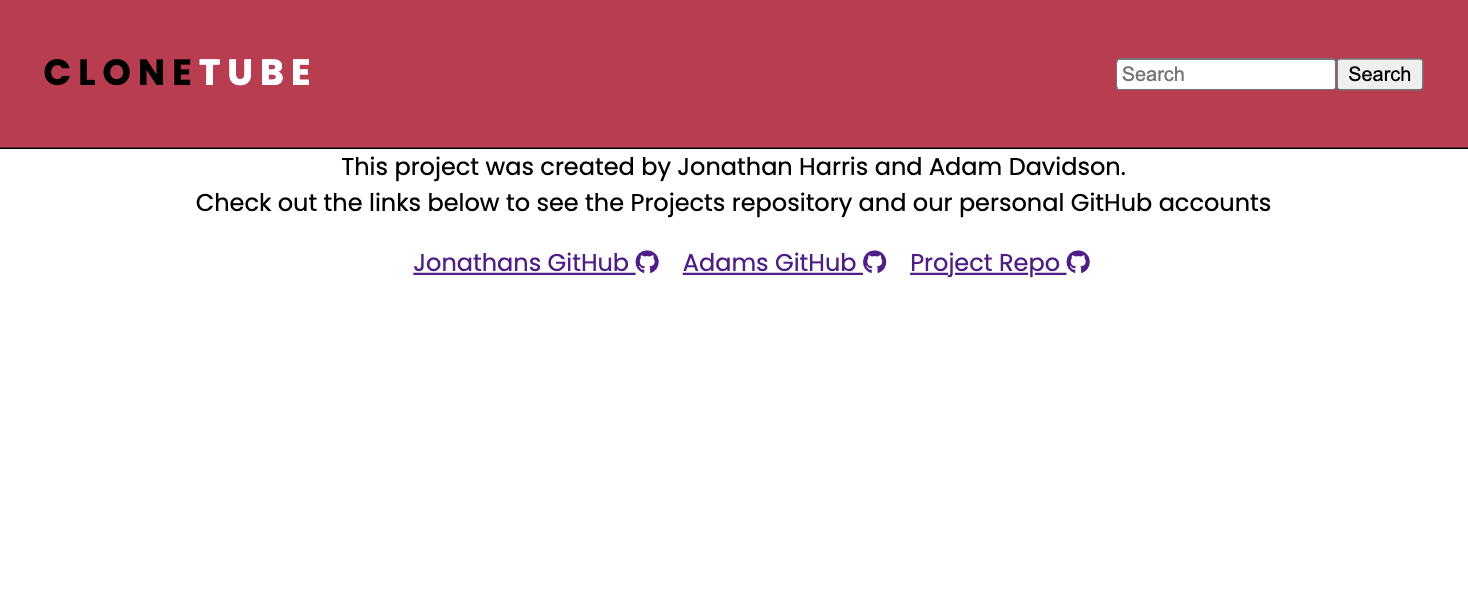 CLONETUBE
Search Search
This project was created by Jonathan Harris and Adam Davidson.
Check out the links below to see the Projects repository and our personal GitHub accounts
Jonathans GitHub Adams GitHub Project Repo